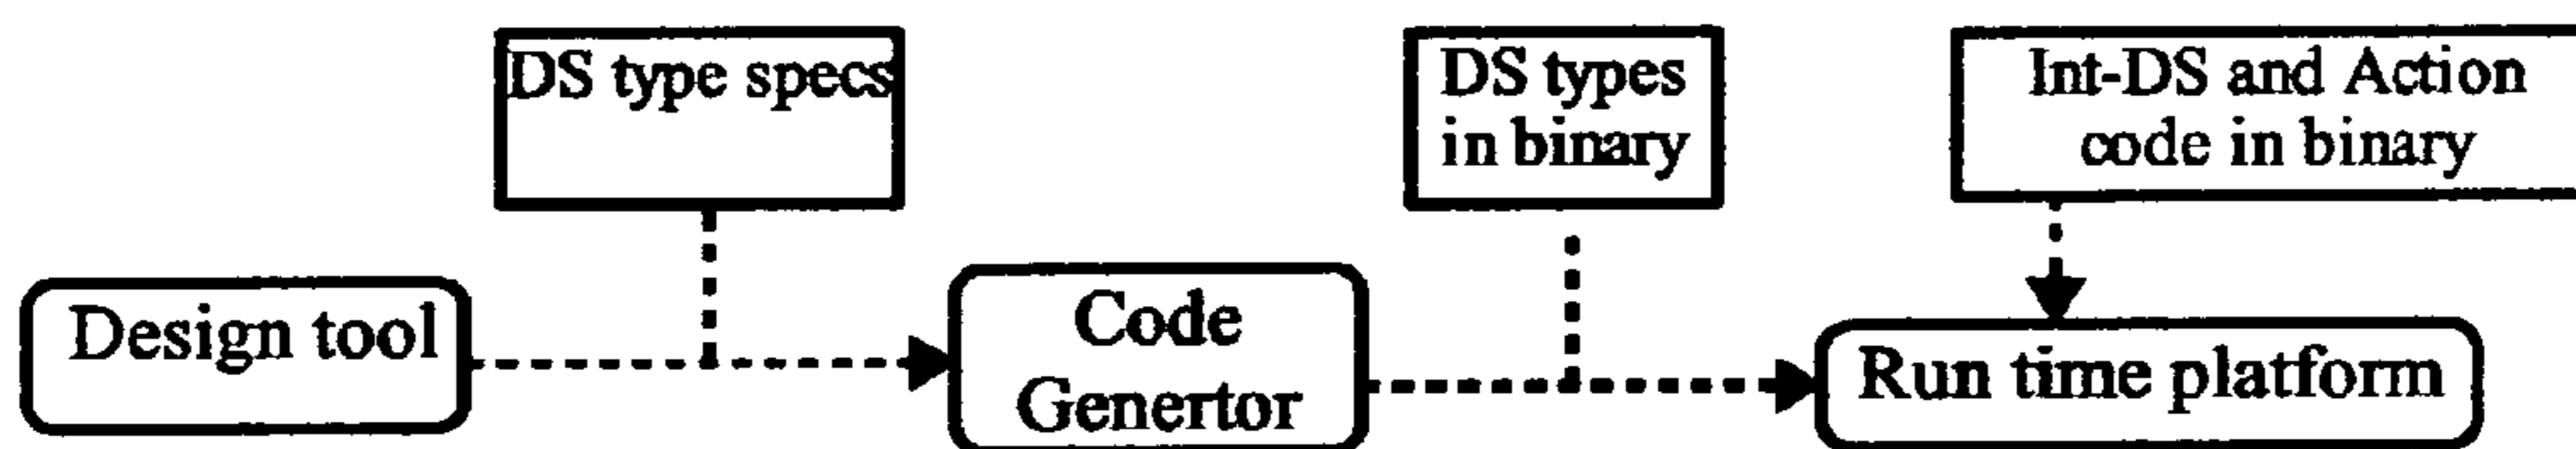 DS type specs
DS types
in binary
Int-DS and Action
code in binary
Design tool
Code
Genertor
Run time platform